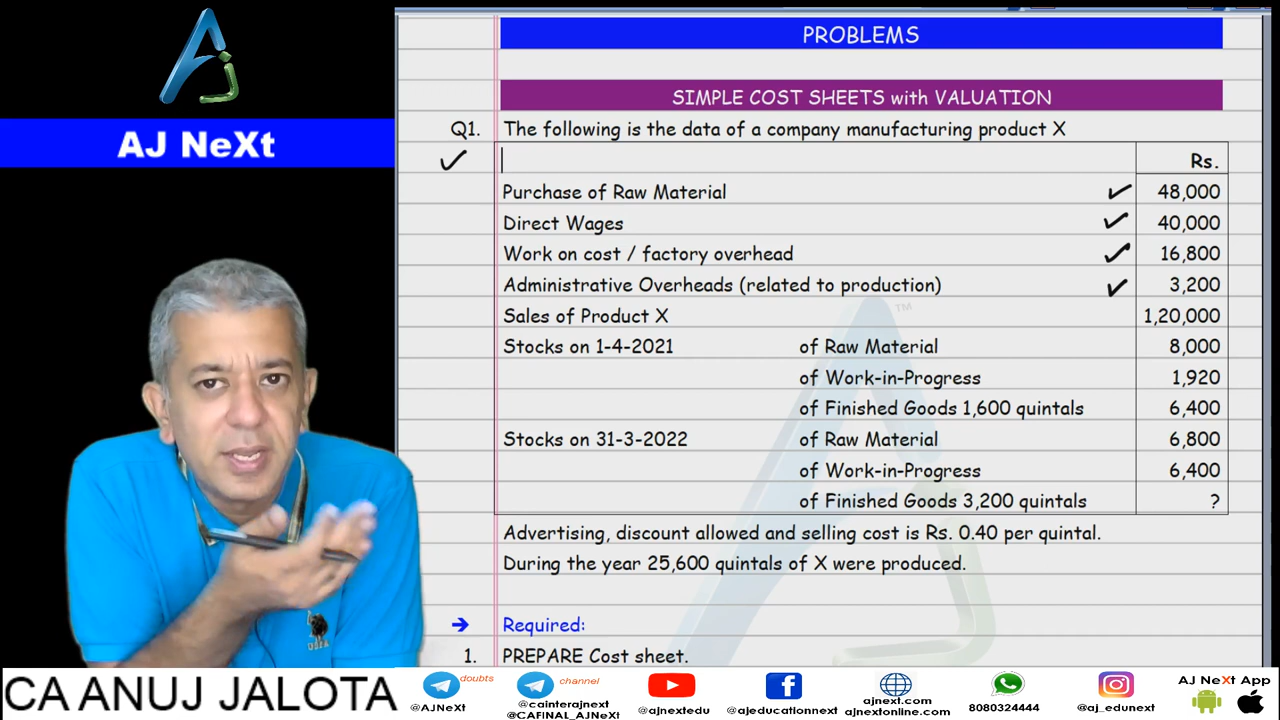 PROBLEMS
SIMPLE COST SHEETS with VALUATION
AJ NeXt
Q1. The following is the data of a company manufacturing product X
Rs.
Purchase of Raw Material 48,000
Direct Wages 40,000
Work on cost / factory overhead 16,800
Administrative Overheads (related to production) 3,200
Sales of Product X 1,20,000
Stocks on 1-4-2021 of Raw Material 8,000
of Work-in-Progress 1,920
of Finished Goods 1,600 quintals 6,400
Stocks on 31-3-2022 of Raw Material 6,800
of Work-in-Progress 6,400
of Finished Goods 3,200 quintals ?
Advertising, discount allowed and selling cost is Rs. 0.40 per quintal.
During the year 25,600 quintals of X were produced.
➔ Required:
1. PREPARE Cost sheet.
TM
CA ANUJ JALOTA
doubts
@AJNeXt
channel
@cainterajnext
@CAFINAL_AJNeXt
@ajnextedu
@ajeducationnext
ajnext.com
ajnextonline.com
8080324444
@aj_edunext
AJ NeXt App